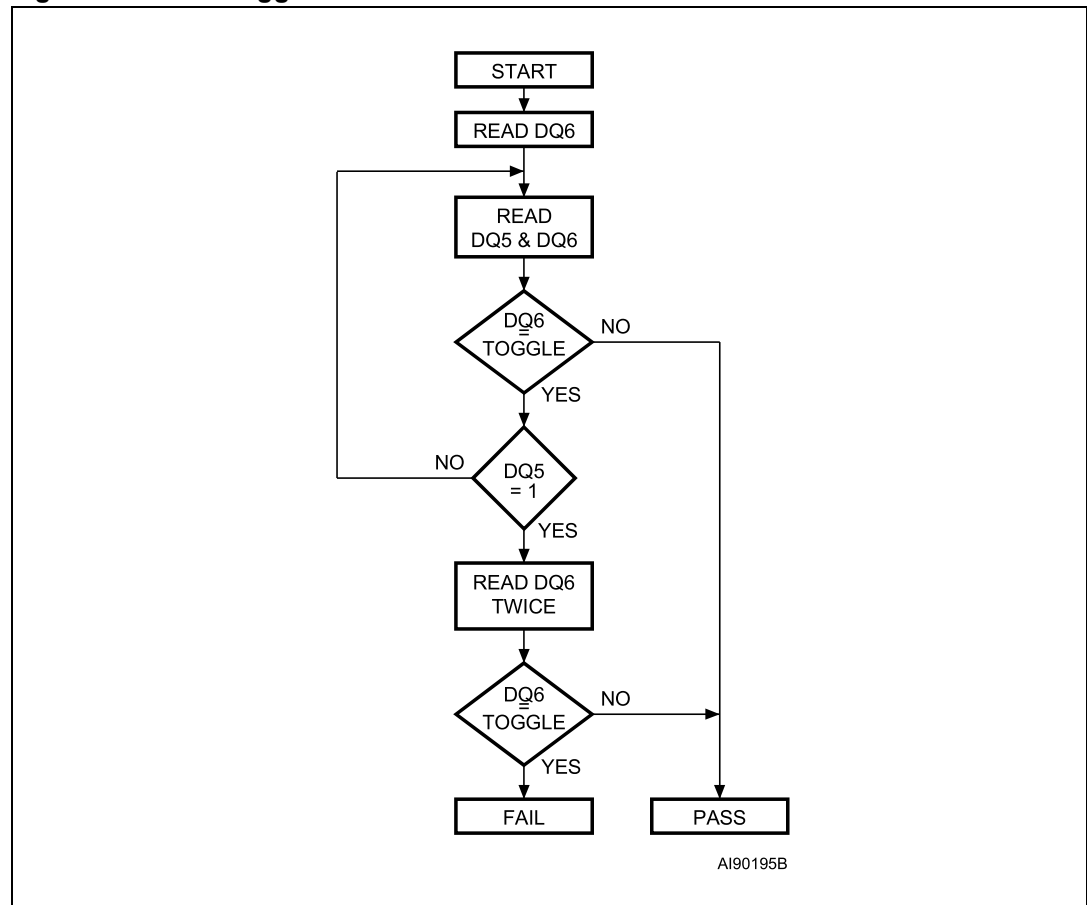 START
READ DQ6
READ
DQ5 & DQ6
DQ6
=
TOGGLE
NO
YES
NO
DQ5
= 1
YES
READ DQ6
TWICE
DQ6
=
TOGGLE
NO
YES
FAIL
PASS
AI90195B